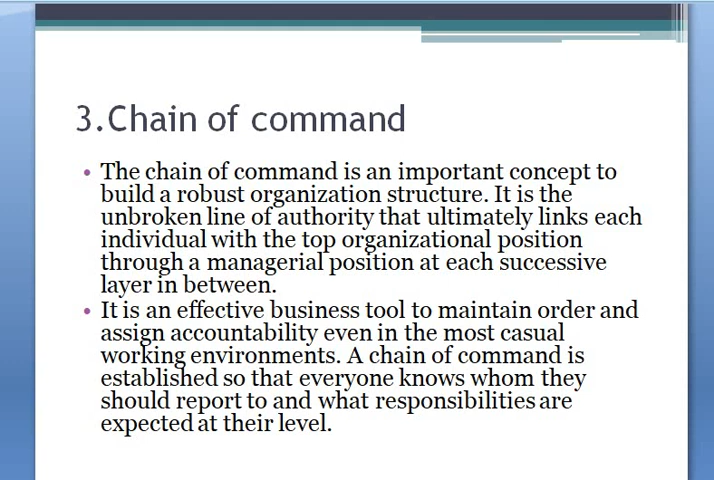 3.Chain of command
• The chain of command is an important concept to
build a robust organization structure. It is the
unbroken line of authority that ultimately links each
individual with the top organizational position
through a managerial position at each successive
layer in between.
• It is an effective business tool to maintain order and
assign accountability even in the most casual
working environments. A chain of command is
established so that everyone knows whom they
should report to and what responsibilities are
expected at their level.